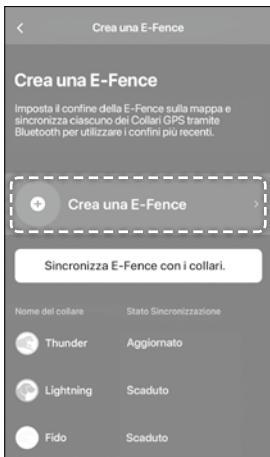 Crea una E-Fence
Crea una E-Fence
Imposta il confine della E-Fence sulla mappa e
sincronizza ciascuno dei Collari GPS tramite
Bluetooth per utilizzare i confini più recenti.
Crea una E-Fence
Sincronizza E-Fence con i collari.
Nome del collare Stato Sincronizzazione
Thunder Aggiornato
Lightning Scaduto
Fido Scaduto